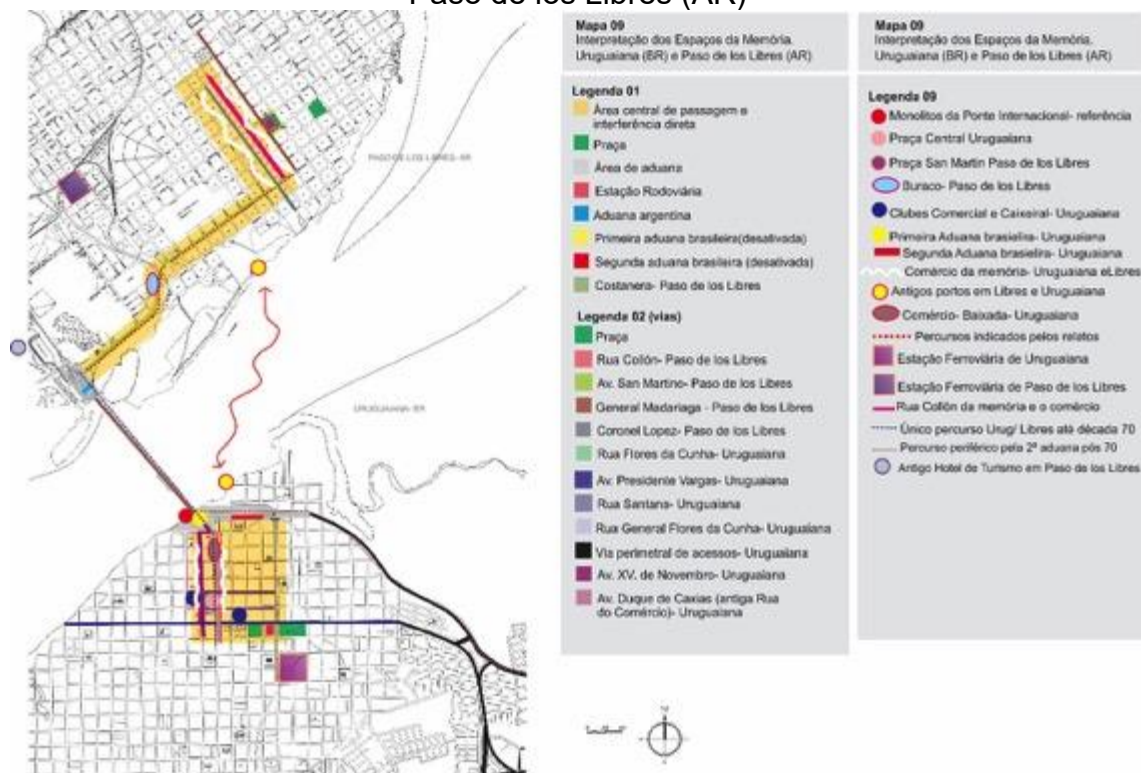 Paso de los Libres (AR)
PASO DE LOS LIBRES-AR
URUGUAIANA-BR
Mapa 09
Interpretação dos Espaços da Memória.
Uruguaiana (BR) e Paso de los Libres (AR)
Legenda 01
Área central de passagem e
interferência direta
Praça
Área de aduana
Estação Rodoviária
Aduana argentina
Primeira aduana brasileira(desativada)
Segunda aduana brasileira (desativada)
Costanera- Paso de los Libres
Legenda 02 (vias)
Praça
Rua Collón- Paso de los Libres
Av. San Martino- Paso de los Libres
General Madariaga - Paso de los Libres
Coronel Lopez- Paso de los Libres
Rua Flores da Cunha- Uruguaiana
Av. Presidente Vargas- Uruguaiana
Rua Santana- Uruguaiana
Rua General Flores da Cunha- Uruguaiana
Via perimetral de acessos- Uruguaiana
Av. XV. de Novembro- Uruguaiana
Av. Duque de Caxias (antiga Rua
do Comércio)- Uruguaiana
Mapa 09
Interpretação dos Espaços da Memória.
Uruguaiana (BR) e Paso de los Libres (AR)
Legenda 09
Monolitos da Ponte Internacional- referência
Praça Central Uruguaiana
Praça San Martin Paso de los Libres
Buraco- Paso de los Libres
Clubes Comercial e Caixeiral- Uruguaiana
Primeira Aduana brasielira- Uruguaiana
Segunda Aduana brasielira- Uruguaiana
Comércio da memória- Uruguaiana eLibres
Antigos portos em Libres e Uruguaiana
Comércio- Baixada- Uruguaiana
Percursos indicados pelos relatos
Estação Ferroviária de Uruguaiana
Estação Ferroviária de Paso de los Libres
Rua Collón da memória e o comércio
Único percurso Urug/ Libres até década 70
Percurso periférico pela 2ª aduana pós 70
Antigo Hotel de Turismo em Paso de los Libres